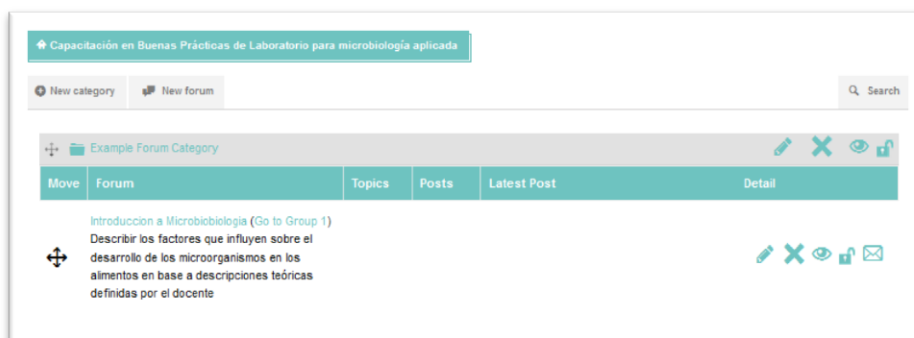 Capacitación en Buenas Prácticas de Laboratorio para microbiología aplicada
New category New forum Search
Example Forum Category
Move Forum Topics Posts Latest Post Detail
Introduccion a Microbiobiologia (Go to Group 1)
Describir los factores que influyen sobre el
desarrollo de los microorganismos en los
alimentos en base a descripciones teóricas
definidas por el docente